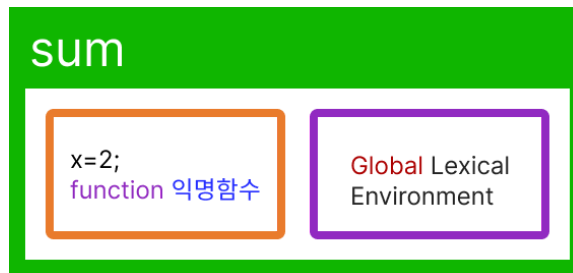 sum
x=2;
function 익명함수
Global Lexical
Environment